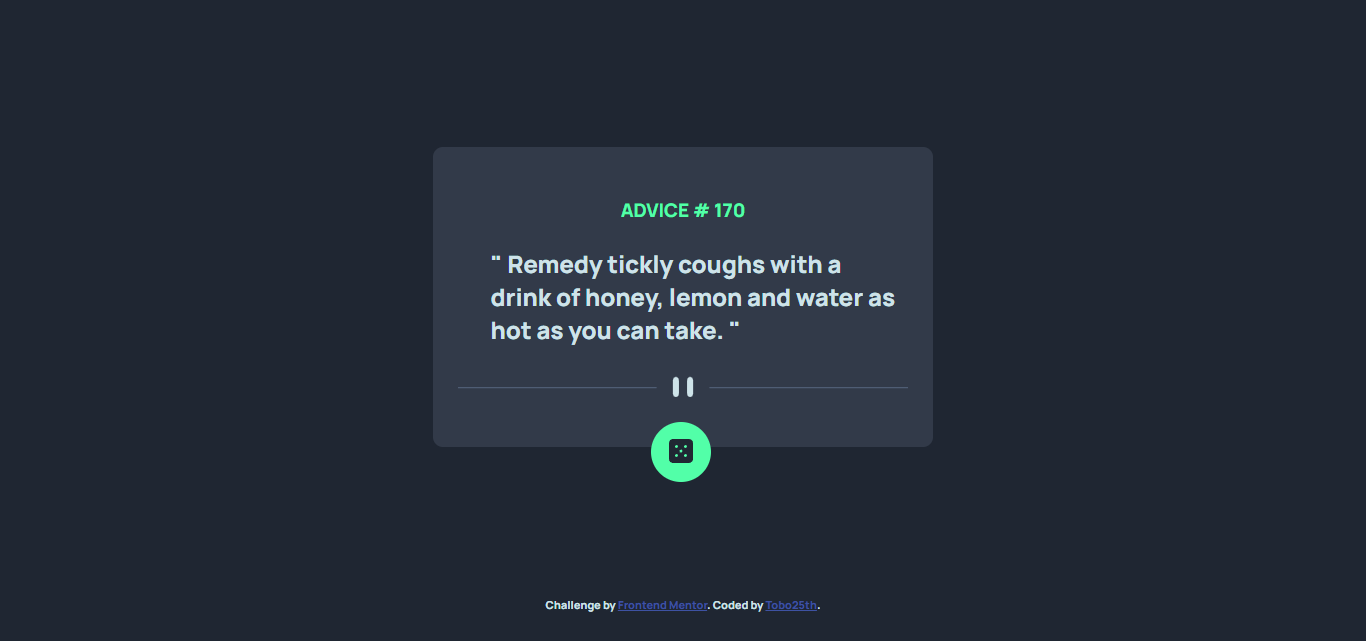 ADVICE # 170
" Remedy tickly coughs with a
drink of honey, lemon and water as
hot as you can take. "
Challenge by Frontend Mentor. Coded by Tobo25th.